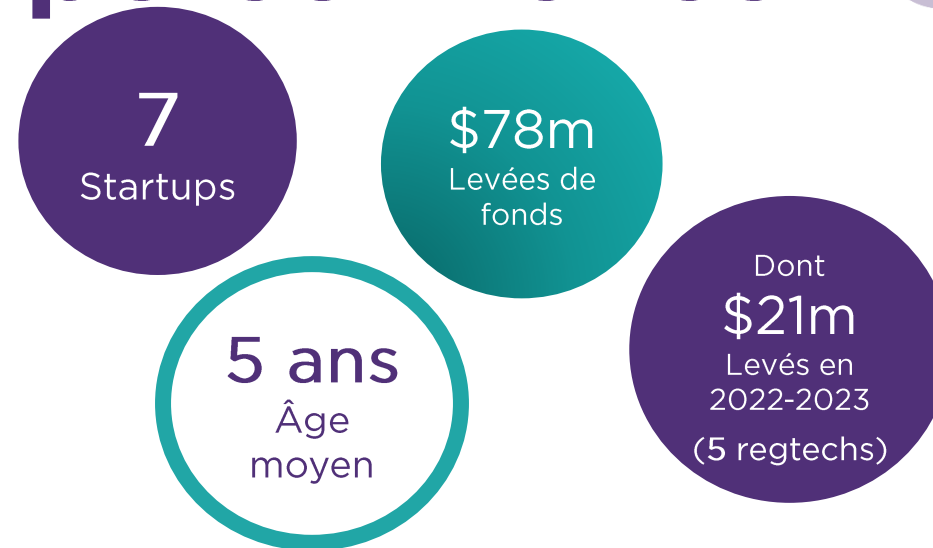 7
Startups
$78m
Levées de
fonds
5 ans
Âge
moyen
Dont
$21m
Levés en
2022-2023
(5 regtechs)